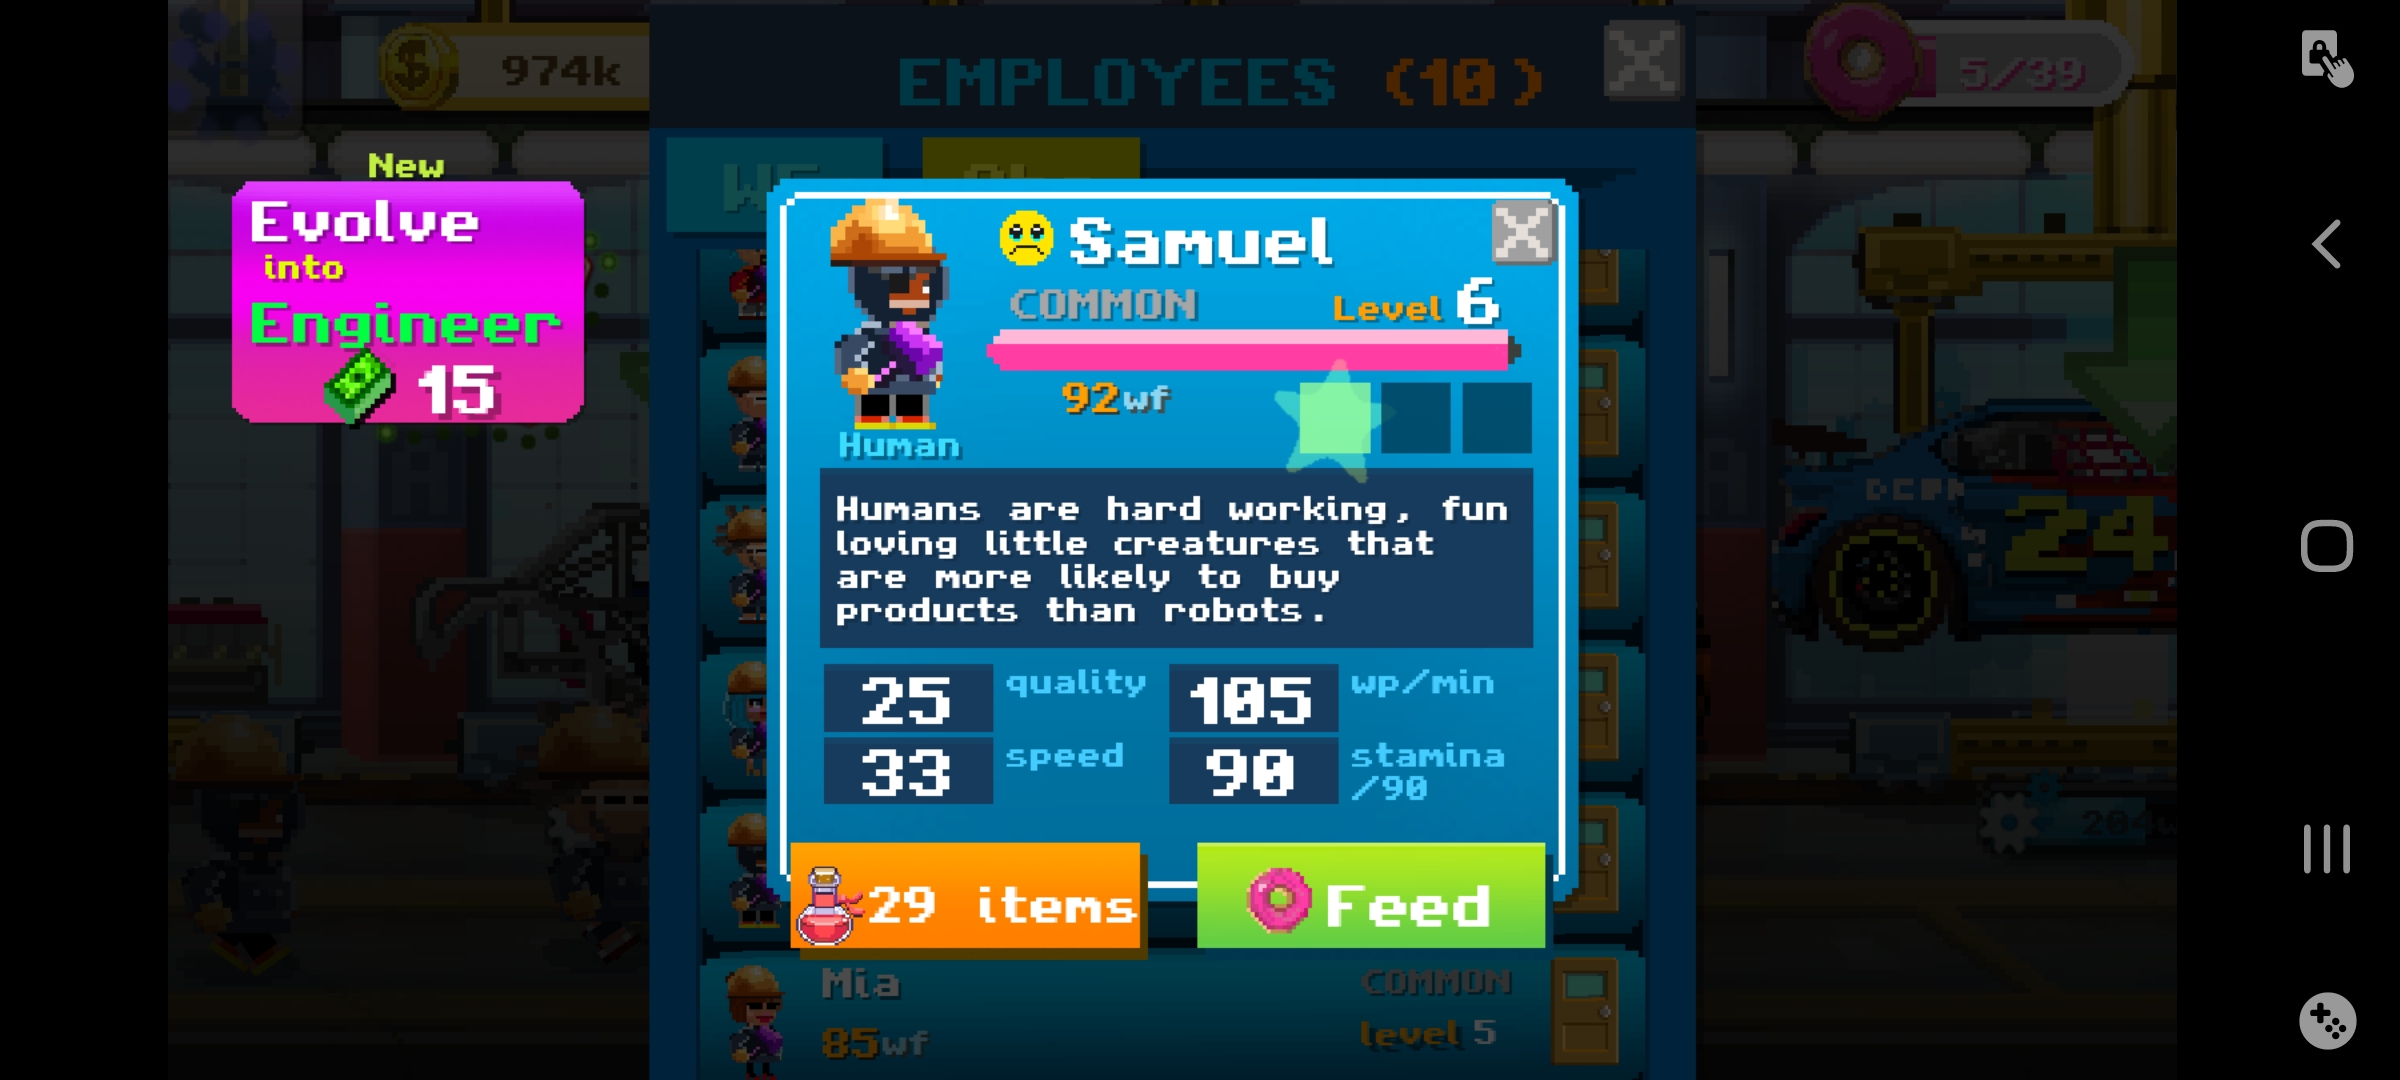 974k
EMPLOYEES (10)
5/39
New
Evolve
into
Engineer
15
Samuel
COMMON
Level 6
92wf
Human
Humans are hard working, fun
loving little creatures that
are more likely to buy
products than robots.
25 quality
105 wp/min
33 speed
90 stamina
/90
29 items
Feed
24
Mia
COMMON
85wf
level 5